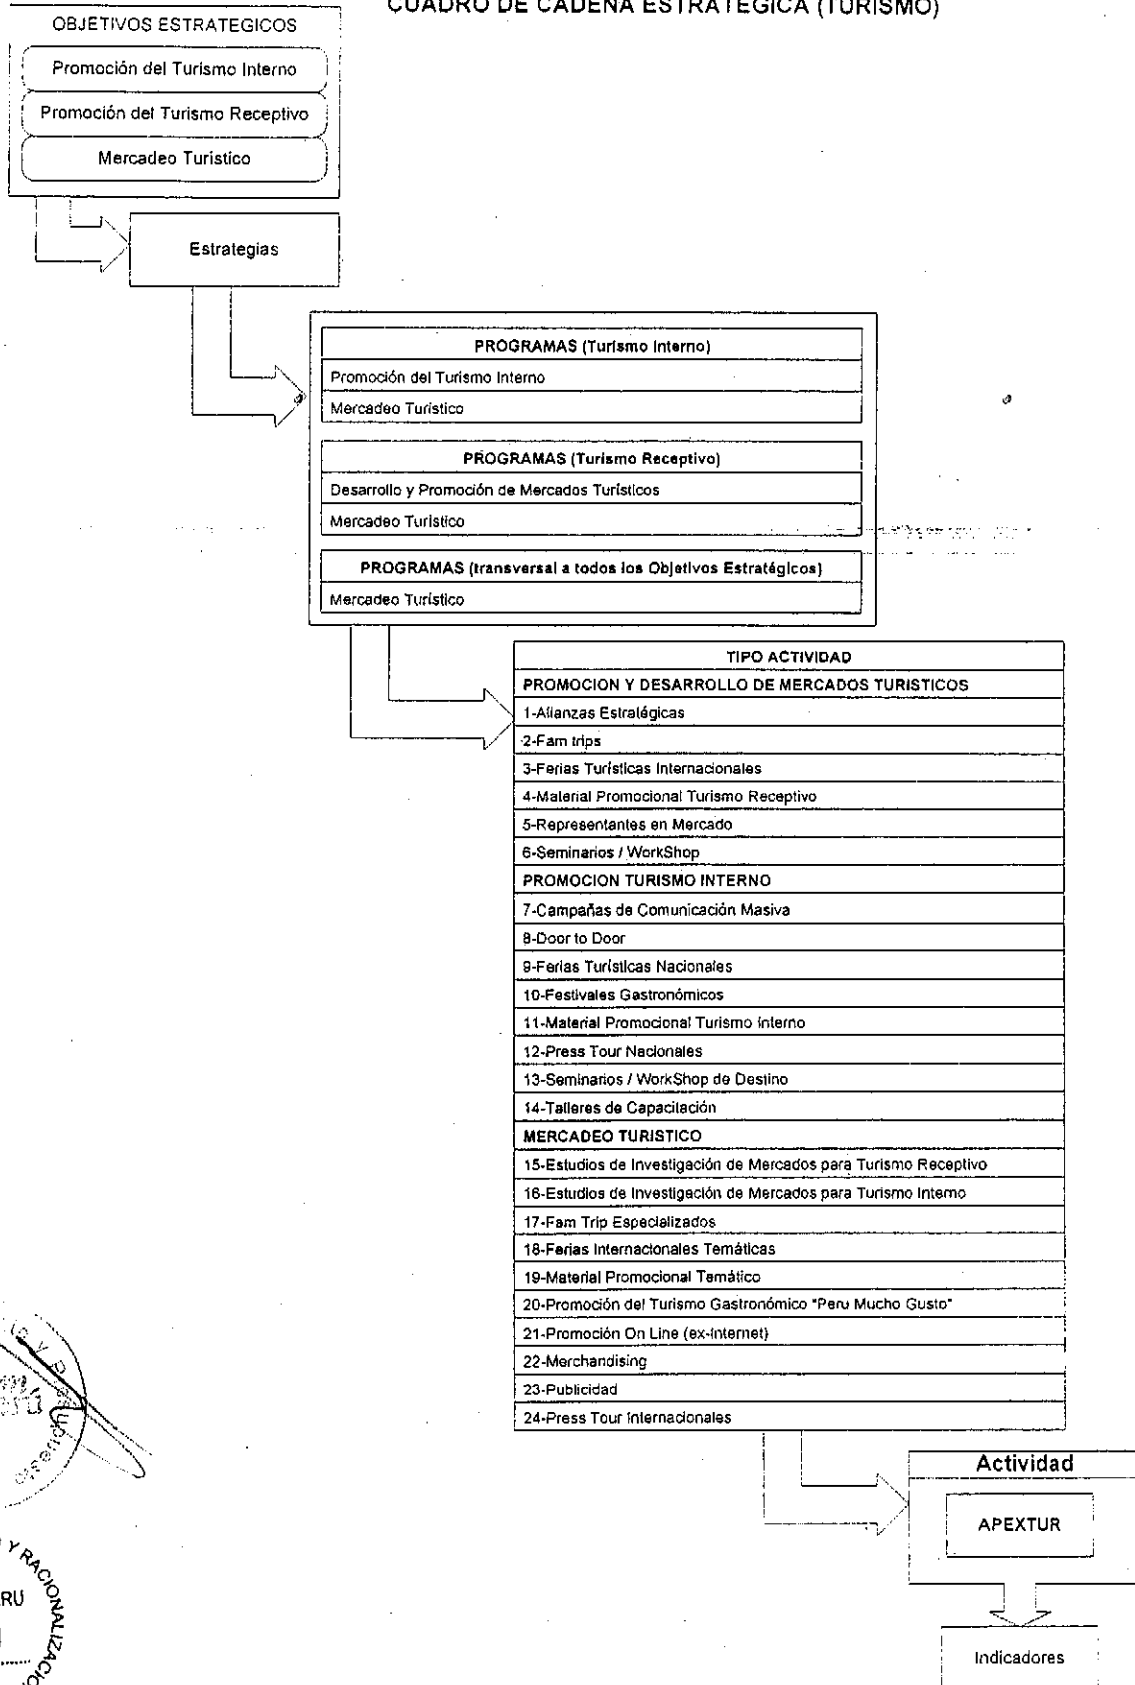 CUADRO DE CADENA ESTRATEGICA (TURISMO)
OBJETIVOS ESTRATEGICOS
Promoción del Turismo Interno
Promoción del Turismo Receptivo
Mercadeo Turistico
Estrategias
PROGRAMAS (Turismo Interno)
Promoción del Turismo Interno
Mercadeo Turistico
PROGRAMAS (Turismo Receptivo)
Desarrollo y Promoción de Mercados Turísticos
Mercadeo Turístico
PROGRAMAS (transversal a todos los Objetivos Estratégicos)
Mercadeo Turístico
TIPO ACTIVIDAD
PROMOCION Y DESARROLLO DE MERCADOS TURISTICOS
1-Alianzas Estratégicas
2-Fam trips
3-Ferias Turísticas Internacionales
4-Material Promocional Turismo Receptivo
5-Representantes en Mercado
6-Seminarios / WorkShop
PROMOCION TURISMO INTERNO
7-Campañas de Comunicación Masiva
8-Door to Door
9-Ferias Turísticas Nacionales
10-Festivales Gastronómicos
11-Material Promocional Turismo Interno
12-Press Tour Nacionales
13-Seminarios / WorkShop de Destino
14-Talleres de Capacitación
MERCADEO TURISTICO
15-Estudios de Investigación de Mercados para Turismo Receptivo
16-Estudios de Investigación de Mercados para Turismo Interno
17-Fam Trip Especializados
18-Ferias Internacionales Temáticas
19-Material Promocional Temático
20-Promoción del Turismo Gastronómico "Peru Mucho Gusto"
21-Promoción On Line (ex-Internet)
22-Merchandising
23-Publicidad
24-Press Tour Internacionales
Actividad
APEXTUR
Indicadores
Y RACIONALIZACIO
RU